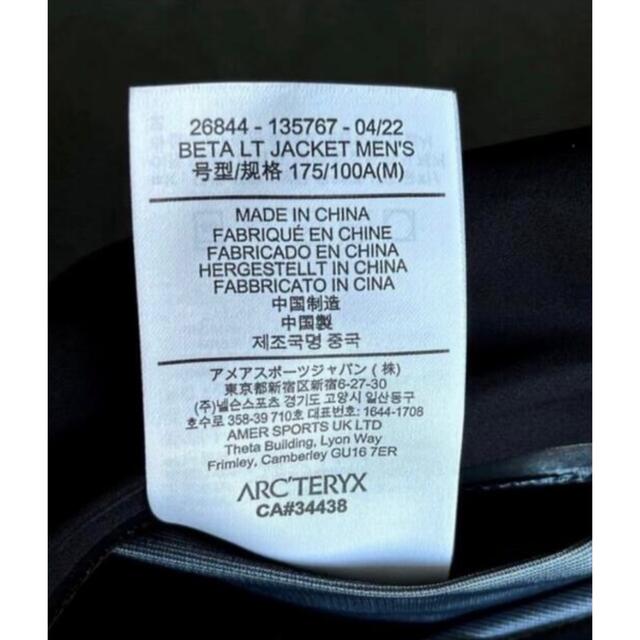 26844 - 135767 - 04/22
BETA LT JACKET MEN'S
号型/规格 175/100A(M)
MADE IN CHINA
FABRIQUÉ EN CHINE
FABRICADO EN CHINA
HERGESTELLT IN CHINA
FABBRICATO IN CINA
中国制造
中国製
제조국명 중국
アメアスポーツジャパン (株)
東京都新宿区新宿6-27-30
(주)넬슨스포츠 경기도 고양시 일산동구
호수로 358-39 710호 대표번호: 1644-1708
AMER SPORTS UK LTD
Theta Building, Lyon Way
Frimley, Camberley GU16 7ER
ARC'TERYX
CA#34438